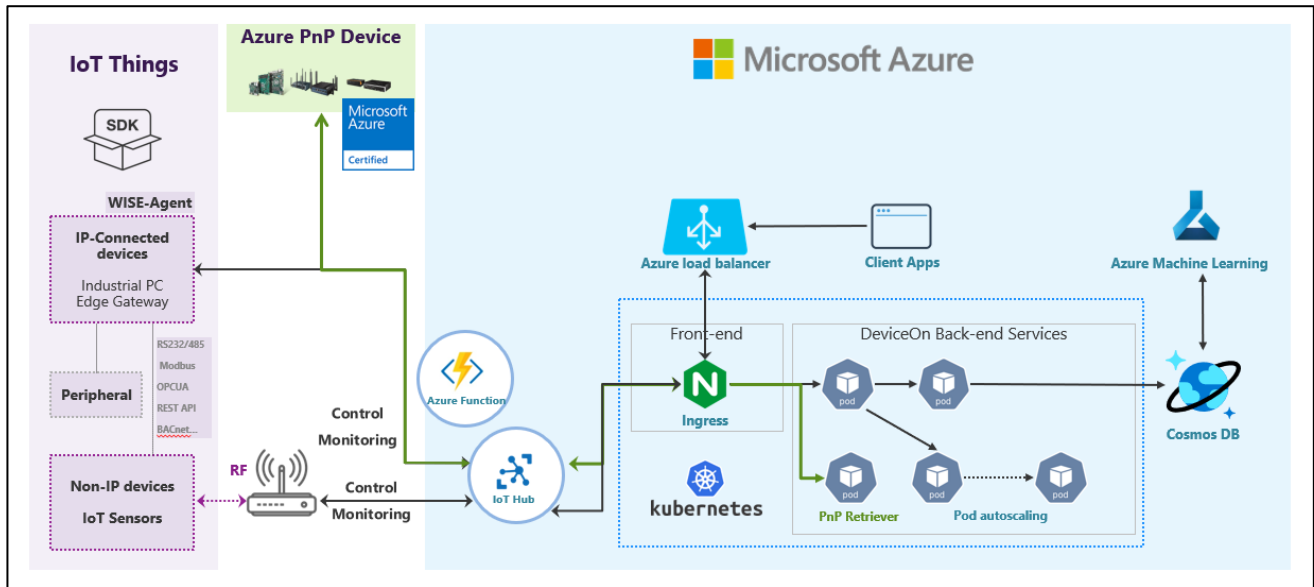 IoT Things
SDK
WISE-Agent
IP-Connected
devices
Industrial PC
Edge Gateway
RS232/485
Modbus
OPCUA
REST API
BACnet...
Peripheral
Non-IP devices
IoT Sensors
RF
Azure PnP Device
Microsoft
Azure
Certified
Control
Monitoring
Control
Monitoring
Microsoft Azure
Azure Function
IoT Hub
Azure load balancer
Client Apps
Azure Machine Learning
Front-end
Ingress
kubernetes
DeviceOn Back-end Services
pod
pod
pod
PnP Retriever
pod
pod
Pod autoscaling
Cosmos DB